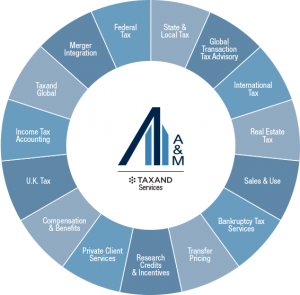 Federal
Tax
State &
Local Tax
Global
Transaction
Tax Advisory
International
Tax
Real Estate
Tax
Sales & Use
Bankruptcy Tax
Services
Transfer
Pricing
Research
Credits
& Incentives
Private Client
Services
Compensation
& Benefits
U.K. Tax
Income Tax
Accounting
Taxand
Global
Merger
Integration
A&M
TAXAND
Services